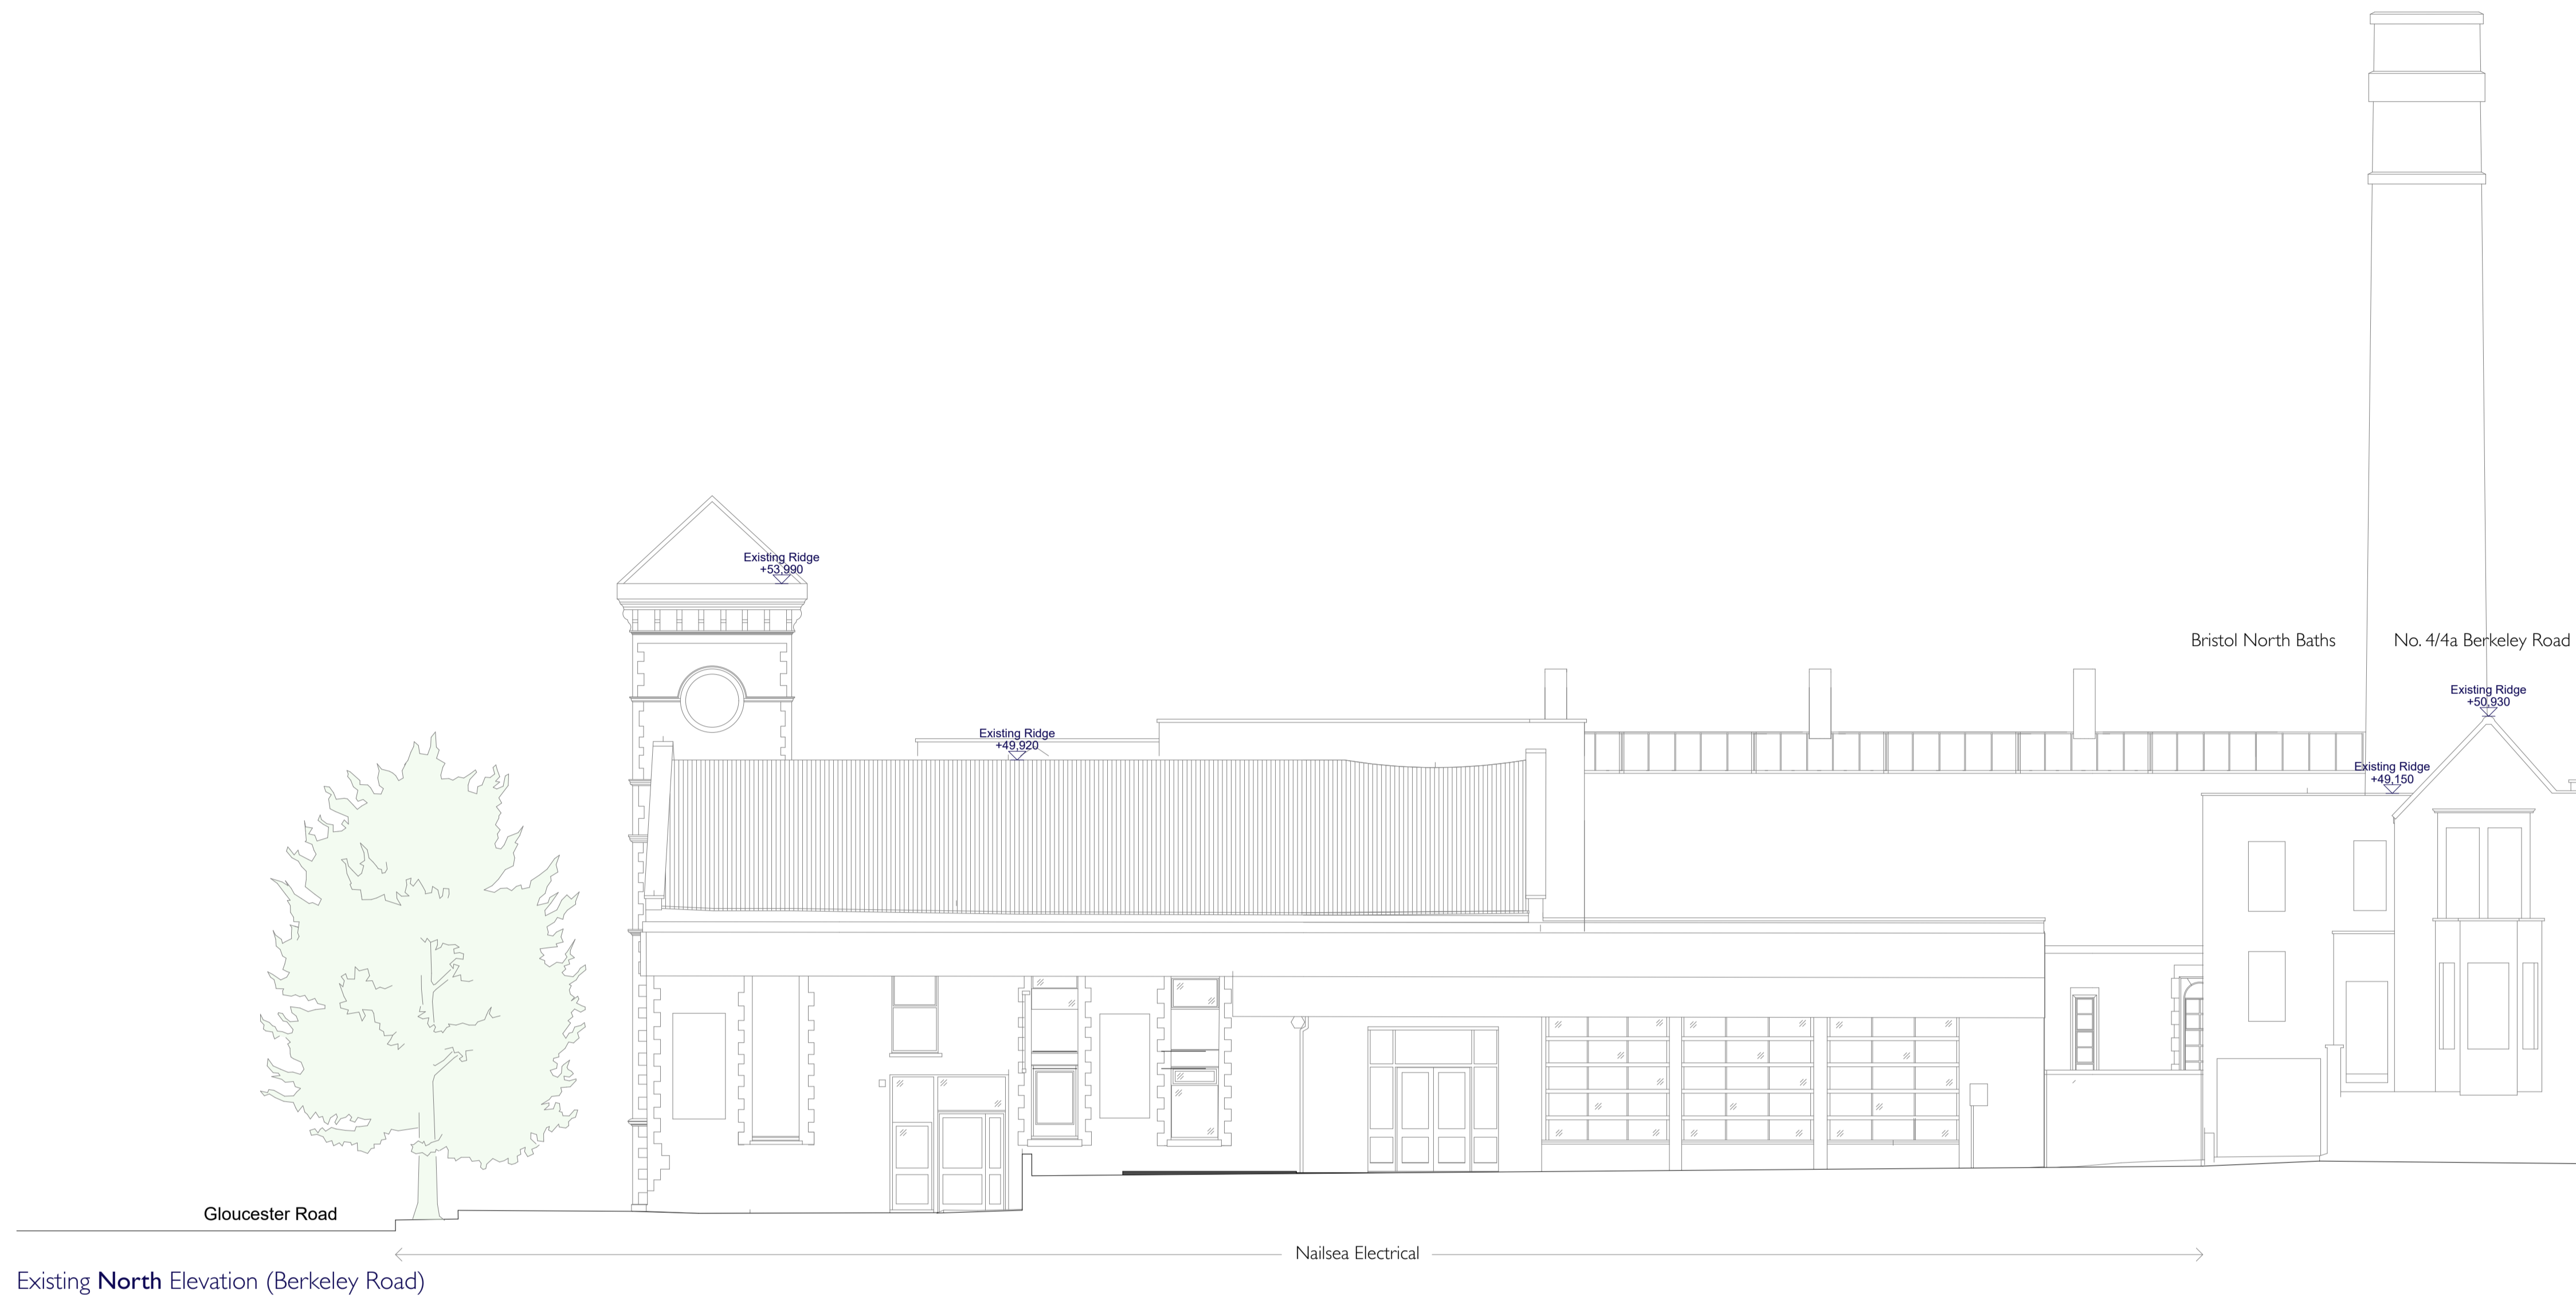 Existing Ridge
+53,990
Bristol North Baths
No. 4/4a Berkeley Road
Existing Ridge
+50,930
Existing Ridge
+49,920
Existing Ridge
+49,150
Gloucester Road
Nailsea Electrical
Existing North Elevation (Berkeley Road)